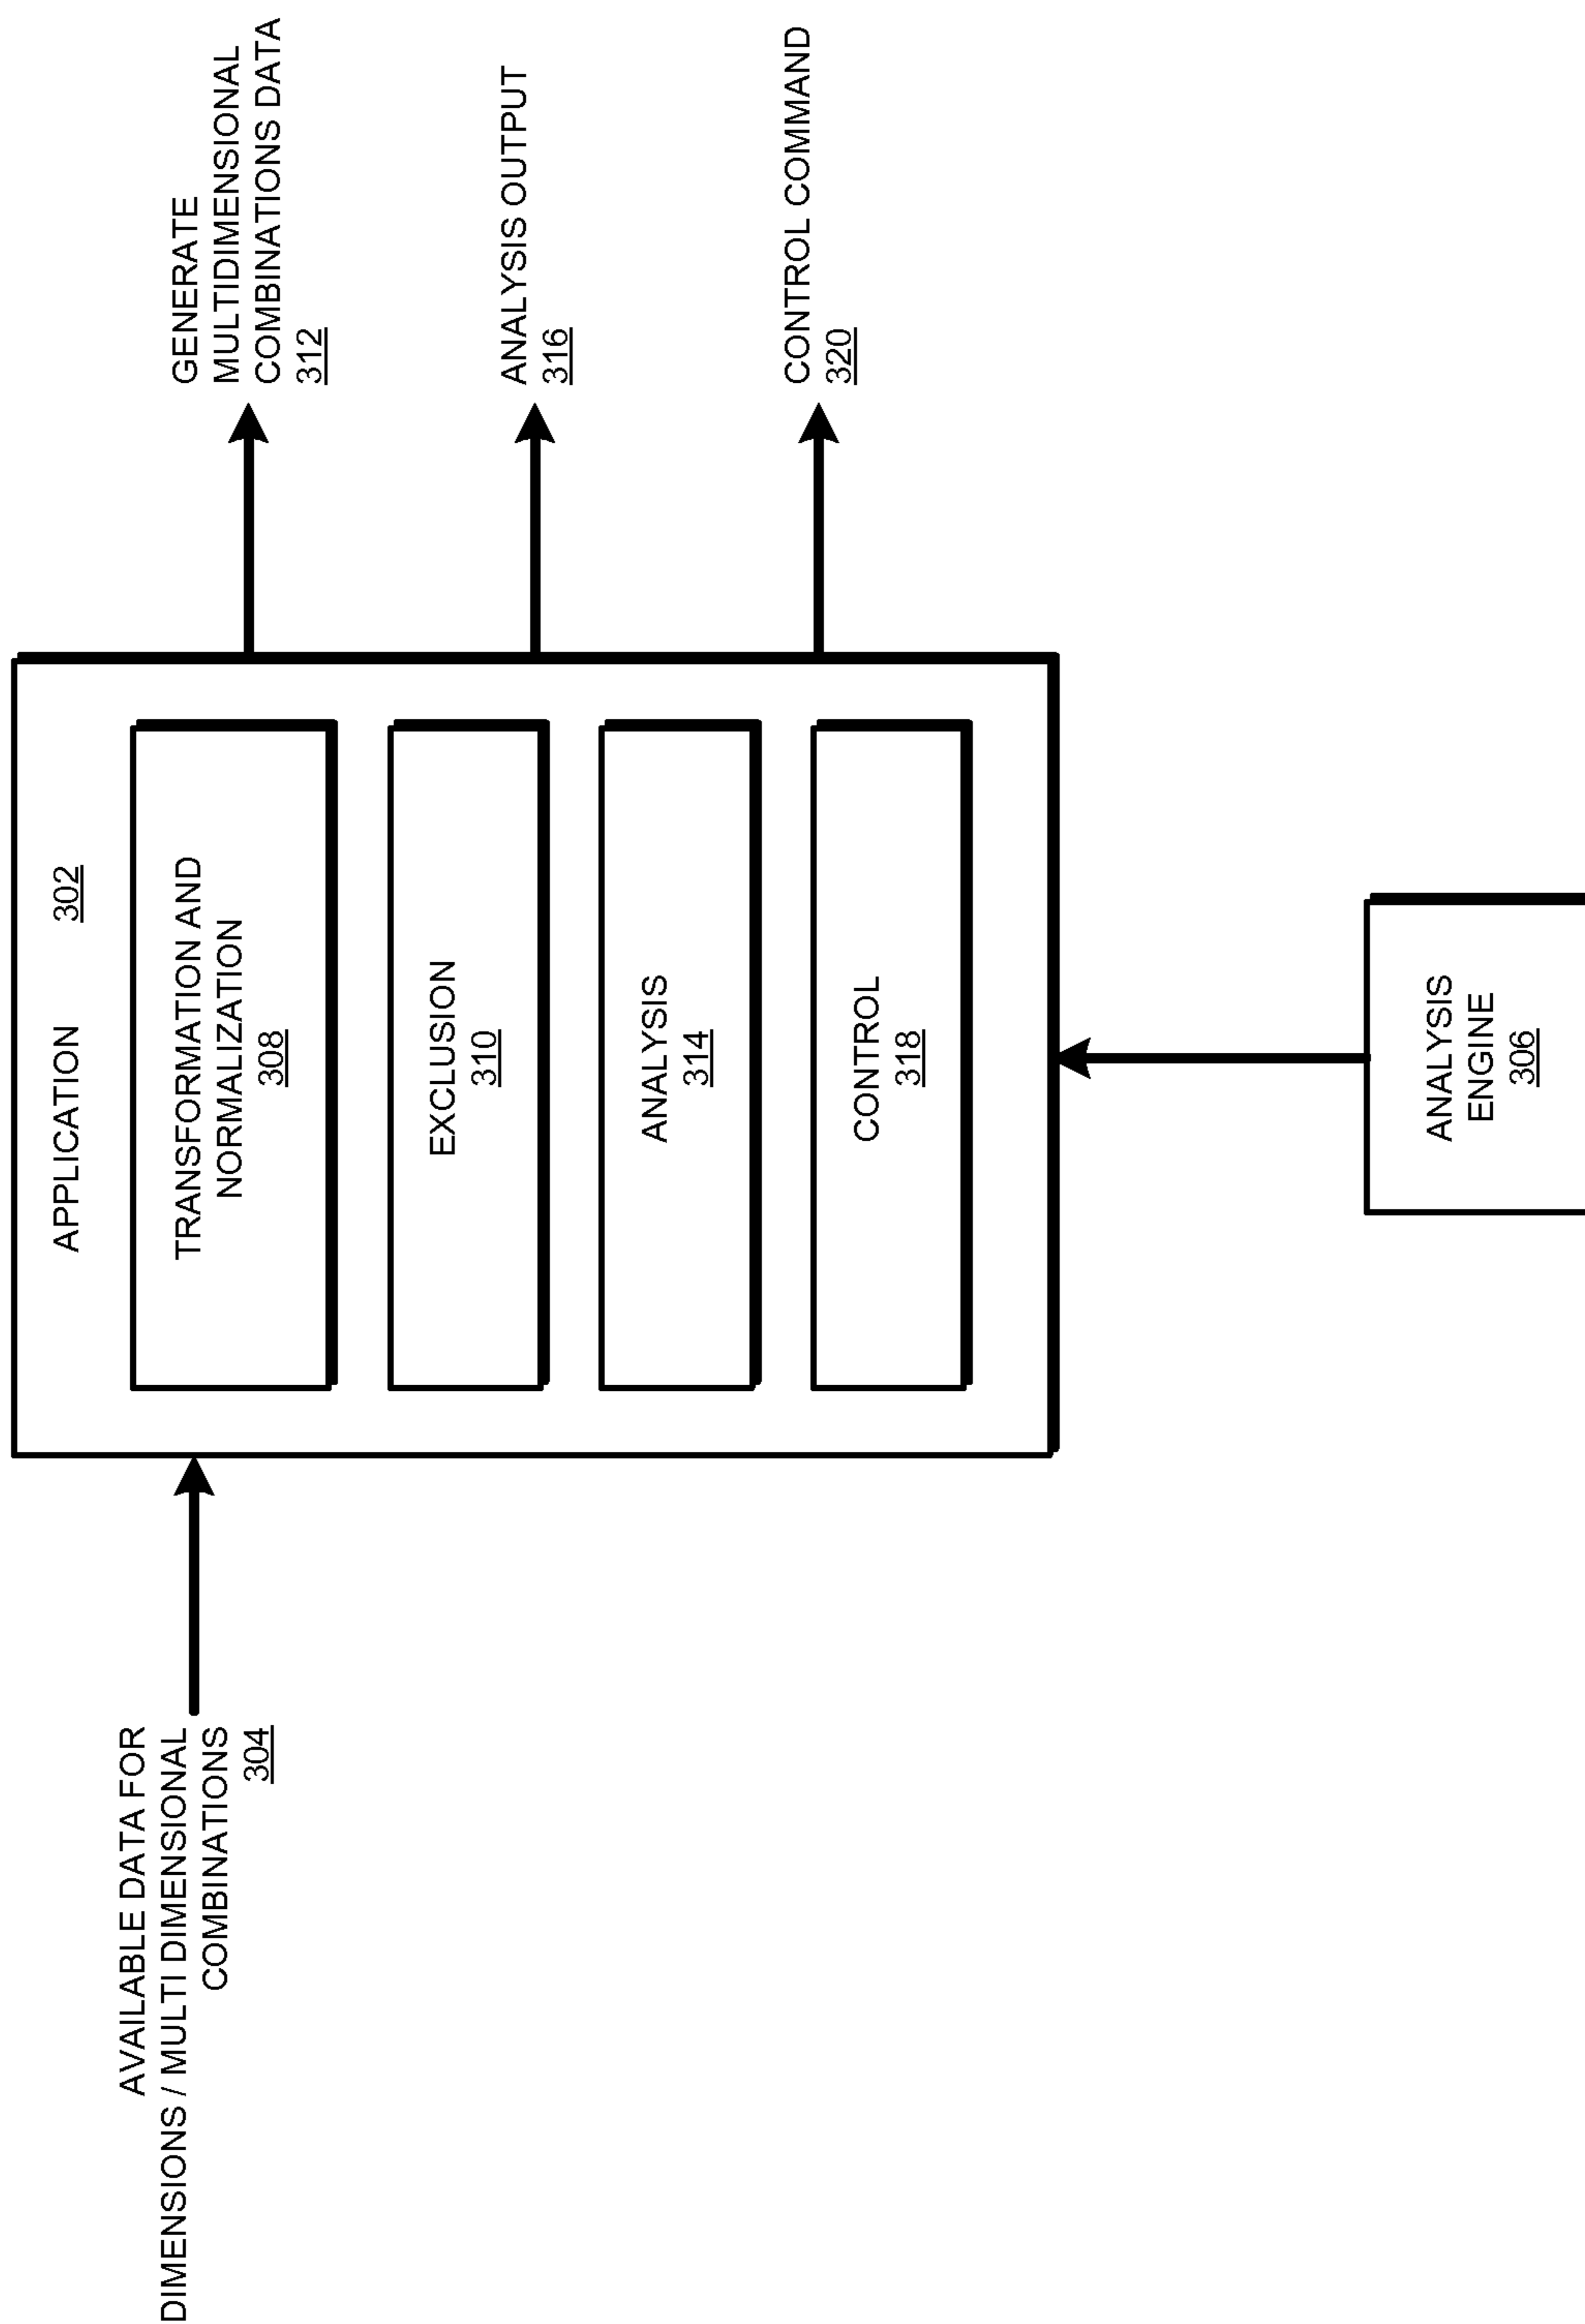 AVAILABLE DATA FOR
DIMENSIONS / MULTI DIMENSIONAL
COMBINATIONS
304
APPLICATION 302
TRANSFORMATION AND
NORMALIZATION
308
EXCLUSION
310
ANALYSIS
314
CONTROL
318
GENERATE
MULTIDIMENSIONAL
COMBINATIONS DATA
312
ANALYSIS OUTPUT
316
CONTROL COMMAND
320
ANALYSIS
ENGINE
306